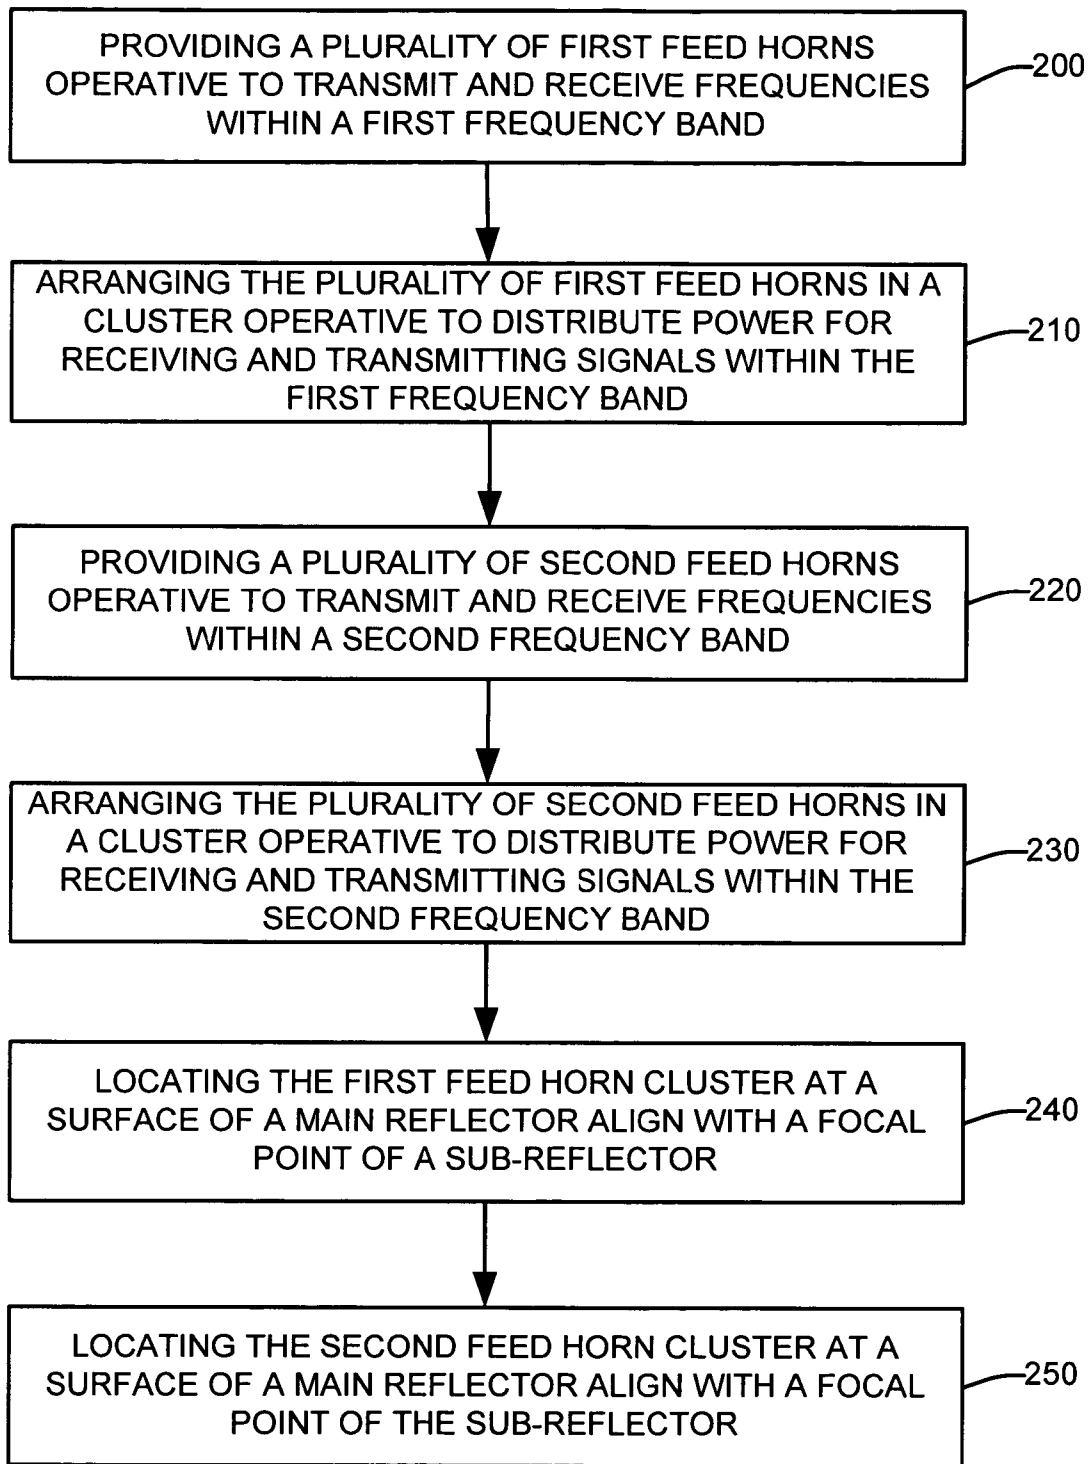 PROVIDING A PLURALITY OF FIRST FEED HORNS
OPERATIVE TO TRANSMIT AND RECEIVE FREQUENCIES
WITHIN A FIRST FREQUENCY BAND
200
ARRANGING THE PLURALITY OF FIRST FEED HORNS IN A
CLUSTER OPERATIVE TO DISTRIBUTE POWER FOR
RECEIVING AND TRANSMITTING SIGNALS WITHIN THE
FIRST FREQUENCY BAND
210
PROVIDING A PLURALITY OF SECOND FEED HORNS
OPERATIVE TO TRANSMIT AND RECEIVE FREQUENCIES
WITHIN A SECOND FREQUENCY BAND
220
ARRANGING THE PLURALITY OF SECOND FEED HORNS IN
A CLUSTER OPERATIVE TO DISTRIBUTE POWER FOR
RECEIVING AND TRANSMITTING SIGNALS WITHIN THE
SECOND FREQUENCY BAND
230
LOCATING THE FIRST FEED HORN CLUSTER AT A
SURFACE OF A MAIN REFLECTOR ALIGN WITH A FOCAL
POINT OF A SUB-REFLECTOR
240
LOCATING THE SECOND FEED HORN CLUSTER AT A
SURFACE OF A MAIN REFLECTOR ALIGN WITH A FOCAL
POINT OF THE SUB-REFLECTOR
250